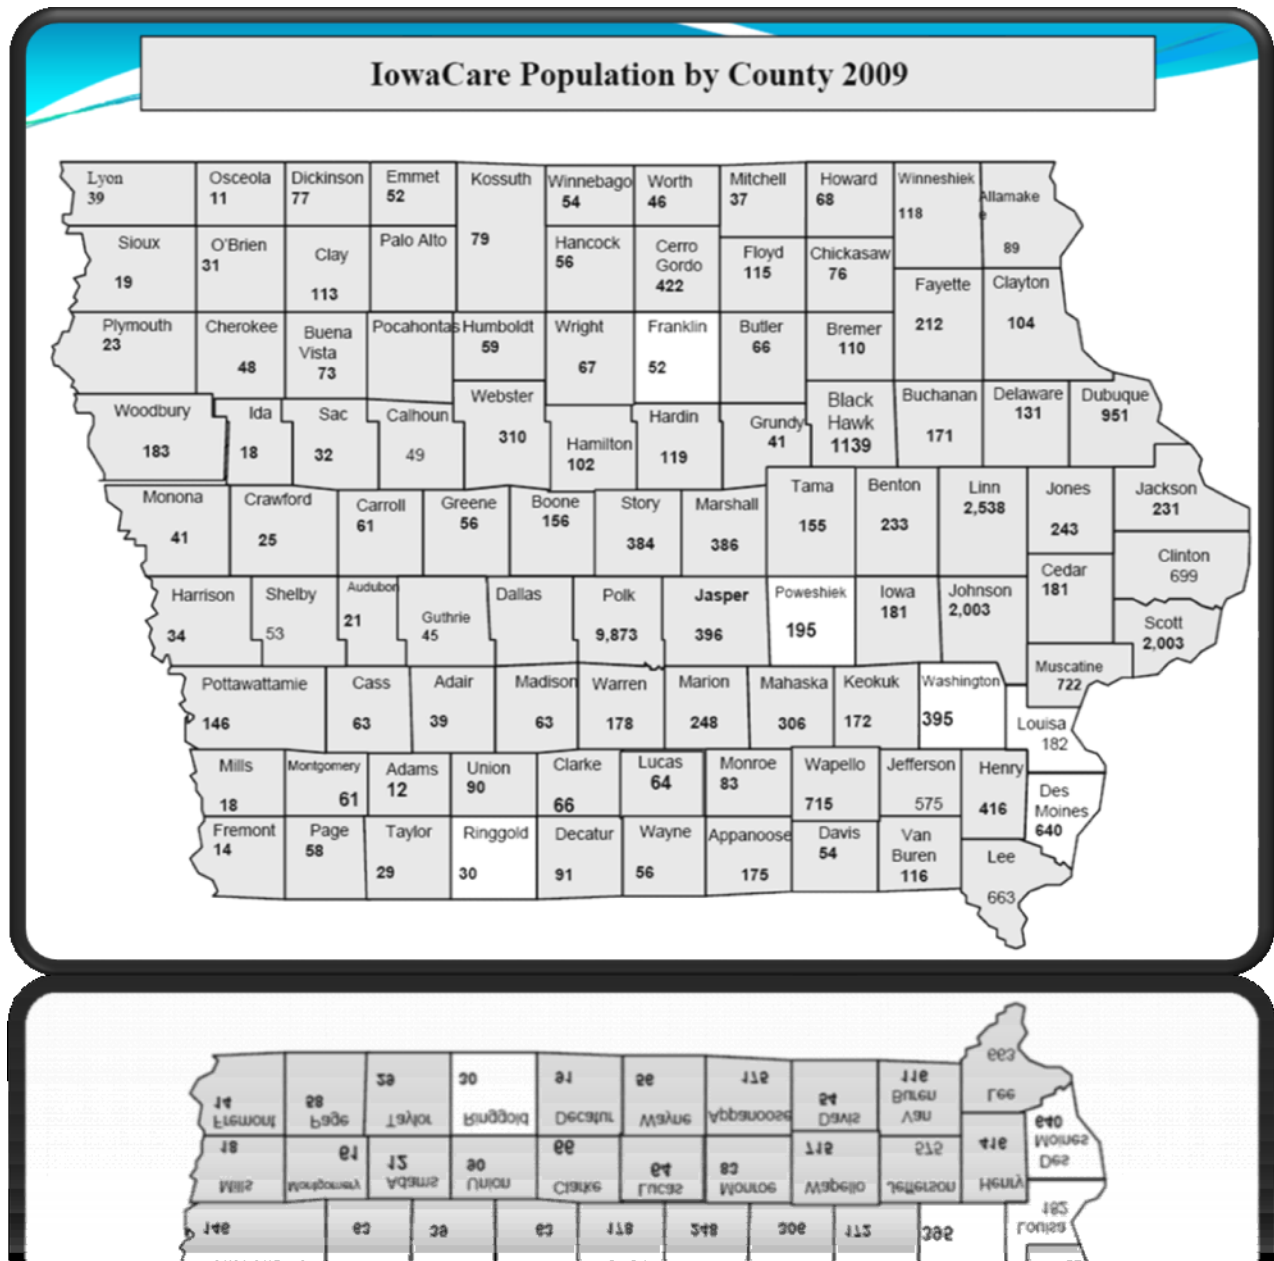 IowaCare Population by County 2009
Lyon
39
Osceola
11
Dickinson
77
Emmet
52
Kossuth
79
Winnebago
54
Worth
46
Mitchell
37
Howard
68
Winneshiek
118
Allamake
e
89
Sioux
19
O'Brien
31
Clay
113
Palo Alto
Hancock
56
Cerro
Gordo
422
Floyd
115
Chickasaw
76
Fayette
212
Clayton
104
Plymouth
23
Cherokee
48
Buena
Vista
73
Pocahontas
Humboldt
59
Wright
67
Franklin
52
Butler
66
Bremer
110
Woodbury
183
Ida
18
Sac
32
Calhoun
49
Webster
310
Hamilton
102
Hardin
119
Grundy
41
Black
Hawk
1139
Buchanan
171
Delaware
131
Dubuque
951
Monona
41
Crawford
25
Carroll
61
Greene
56
Boone
156
Story
384
Marshall
386
Tama
155
Benton
233
Linn
2,538
Jones
243
Jackson
231
Clinton
699
Cedar
181
Harrison
34
Shelby
53
Audubon
21
Guthrie
45
Dallas
Polk
9,873
Jasper
396
Poweshiek
195
Iowa
181
Johnson
2,003
Scott
2,003
Muscatine
722
Pottawattamie
146
Cass
63
Adair
39
Madison
63
Warren
178
Marion
248
Mahaska
306
Keokuk
172
Washington
395
Louisa
182
Mills
18
Montgomery
61
Adams
12
Union
90
Clarke
66
Lucas
64
Monroe
83
Wapello
715
Jefferson
575
Henry
416
Des
Moines
640
Fremont
14
Page
58
Taylor
29
Ringgold
30
Decatur
91
Wayne
56
Appanoose
175
Davis
54
Van
Buren
116
Lee
663